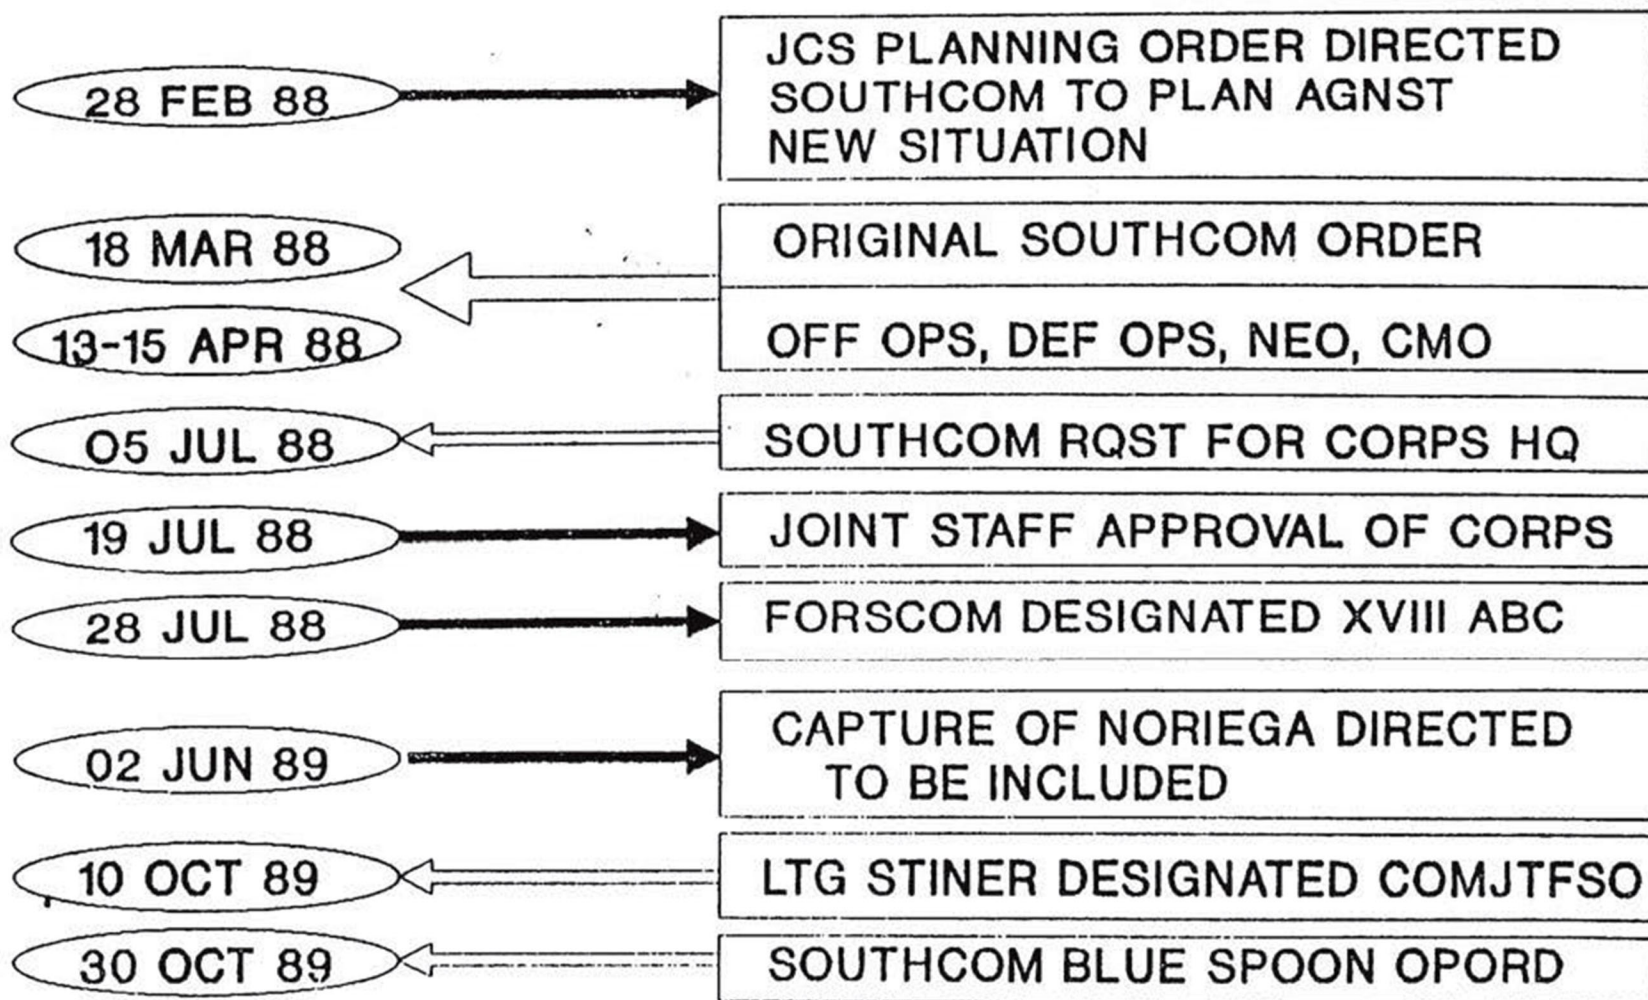 28 FEB 88
JCS PLANNING ORDER DIRECTED
SOUTHCOM TO PLAN AGNST
NEW SITUATION
18 MAR 88
ORIGINAL SOUTHCOM ORDER
13-15 APR 88
OFF OPS, DEF OPS, NEO, CMO
05 JUL 88
SOUTHCOM RQST FOR CORPS HQ
19 JUL 88
JOINT STAFF APPROVAL OF CORPS
28 JUL 88
FORSCOM DESIGNATED XVIII ABC
02 JUN 89
CAPTURE OF NORIEGA DIRECTED
TO BE INCLUDED
10 OCT 89
LTG STINER DESIGNATED COMJTFSO
30 OCT 89
SOUTHCOM BLUE SPOON OPORD